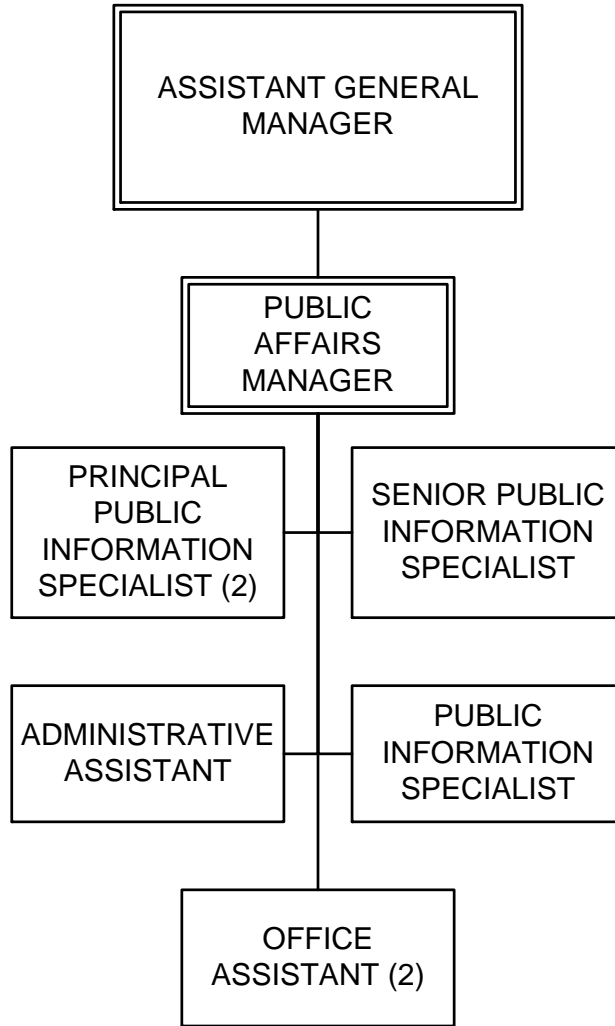 ASSISTANT GENERAL
MANAGER
PUBLIC
AFFAIRS
MANAGER
PRINCIPAL
PUBLIC
INFORMATION
SPECIALIST (2)
SENIOR PUBLIC
INFORMATION
SPECIALIST
ADMINISTRATIVE
ASSISTANT
PUBLIC
INFORMATION
SPECIALIST
OFFICE
ASSISTANT (2)